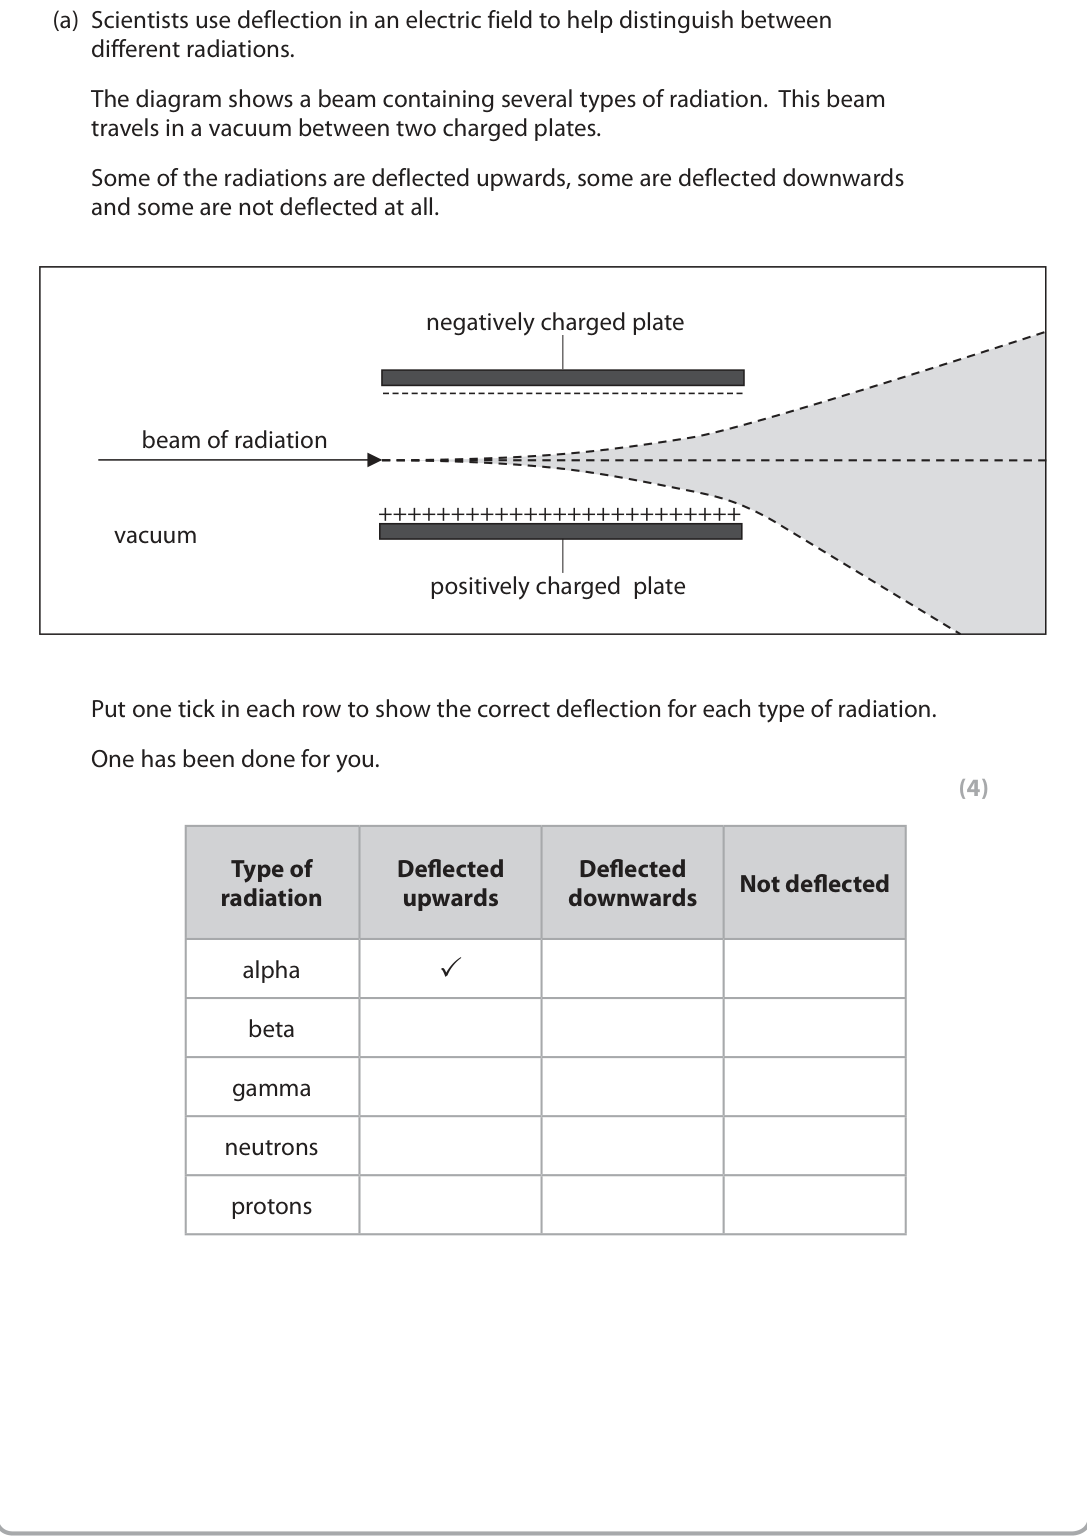 (a) Scientists use deflection in an electric field to help distinguish between
different radiations.
The diagram shows a beam containing several types of radiation. This beam
travels in a vacuum between two charged plates.
Some of the radiations are deflected upwards, some are deflected downwards
and some are not deflected at all.
negatively charged plate
beam of radiation
+++++++++++++++++++++++++
vacuum
positively charged plate
Put one tick in each row to show the correct deflection for each type of radiation.
One has been done for you.
(4)
Type of radiation Deflected upwards Deflected downwards Not deflected
alpha ✓
beta
gamma
neutrons
protons